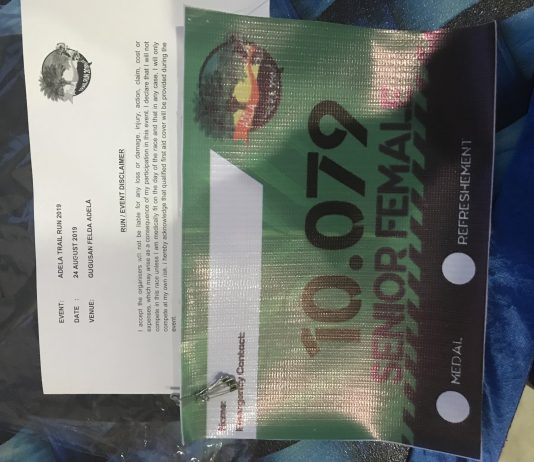 EVENT: ADELA TRAIL RUN 2019
DATE : 24 AUGUST 2019
VENUE: GUGUSAN FELDA ADELA
RUN / EVENT DISCLAIMER
I accept the organisers will not be liable for any loss or damage, injury, action, claim, cost or
expenses, which may arise as a consequence of my participation in this event. I declare that I will not
compete in this race unless I am medically fit on the day of the race and that in any case, I will only
compete at my own risk. I hereby acknowledge that qualified first aid cover will be provided during the
event.
Name:
Emergency Contact:
10.079
SENIOR FEMAL
MEDAL
REFRESHEMENT